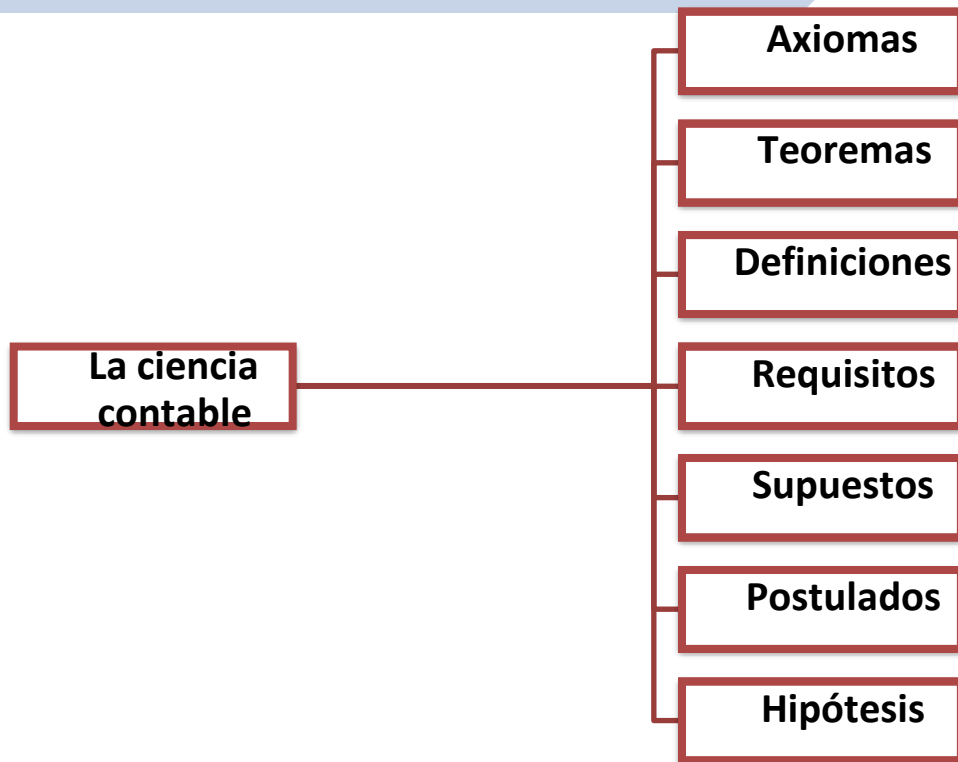 Axiomas
Teoremas
Definiciones
La ciencia
contable
Requisitos
Supuestos
Postulados
Hipótesis